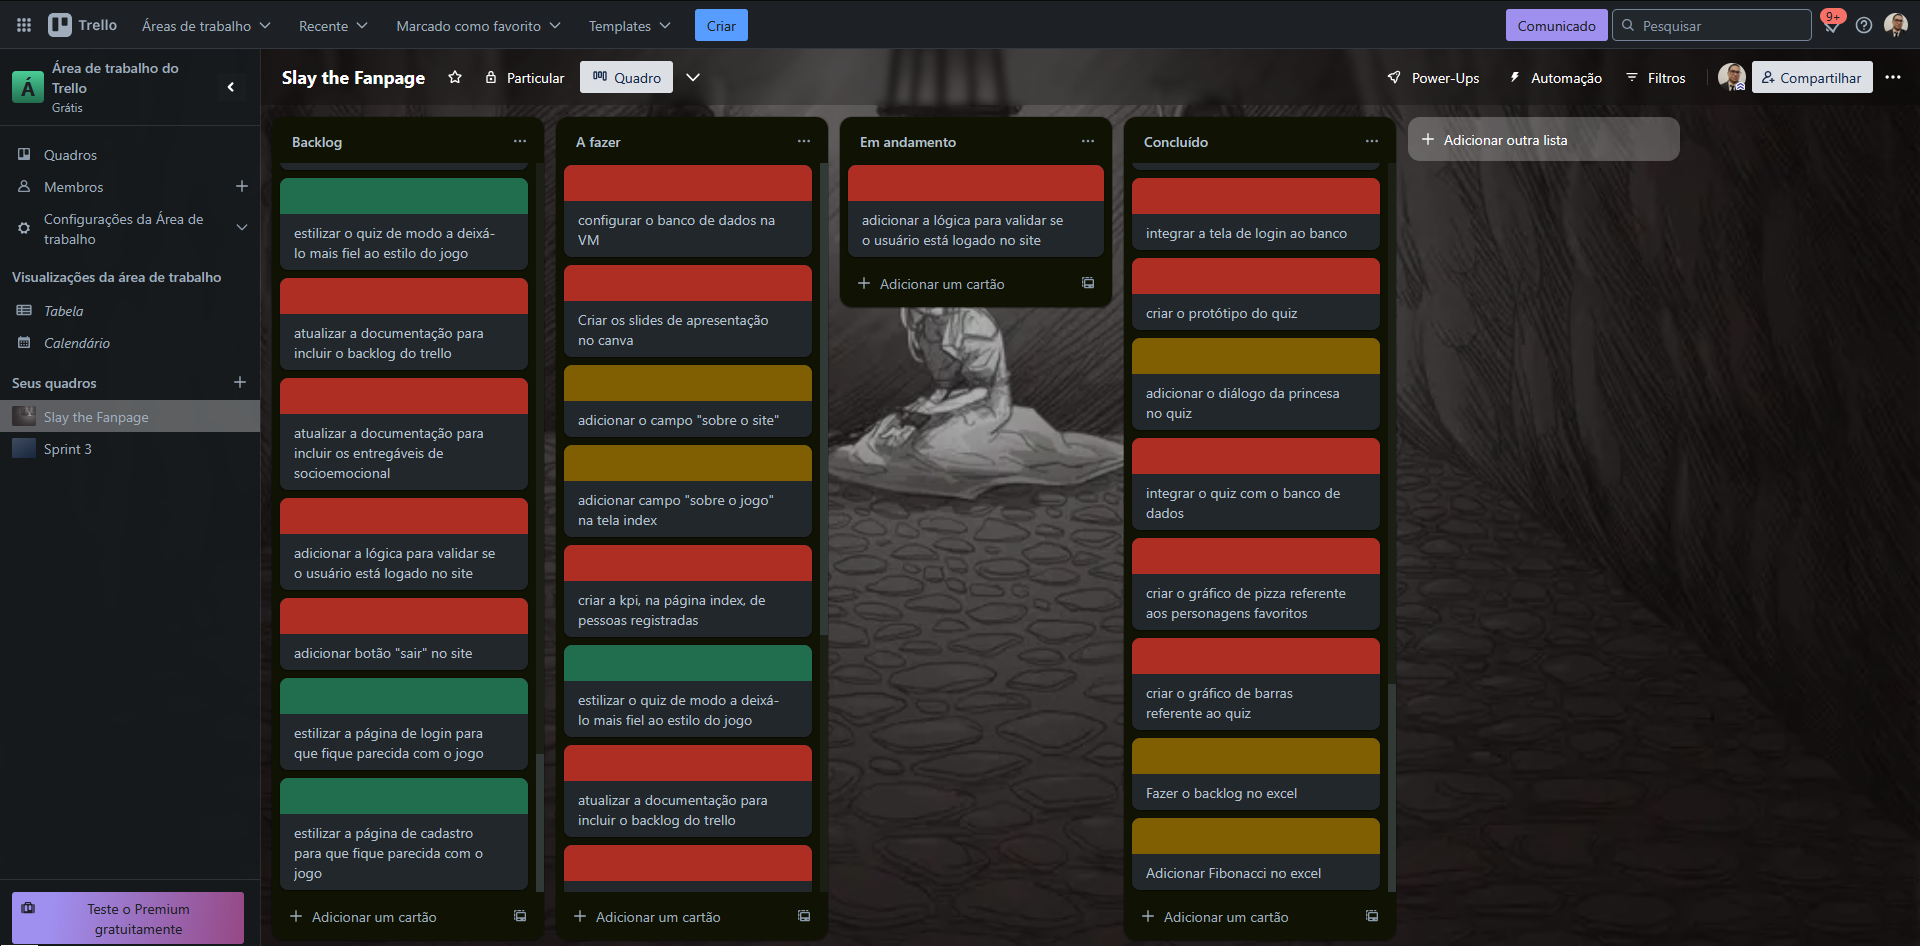 Trello
Áreas de trabalho
Recente
Marcado como favorito
Templates
Criar
Comunicado
Pesquisar
9+
Á
Área de trabalho do
Trello
Grátis
Quadros
Membros
Configurações da Área de
trabalho
Visualizações da área de trabalho
Tabela
Calendário
Seus quadros
Slay the Fanpage
Sprint 3
Teste o Premium
gratuitamente
Slay the Fanpage
Particular
Quadro
Power-Ups
Automação
Filtros
Compartilhar
Backlog
estilizar o quiz de modo a deixá-
lo mais fiel ao estilo do jogo
atualizar a documentação para
incluir o backlog do trello
atualizar a documentação para
incluir os entregáveis de
socioemocional
adicionar a lógica para validar se
o usuário está logado no site
adicionar botão "sair" no site
estilizar a página de login para
que fique parecida com o jogo
estilizar a página de cadastro
para que fique parecida com o
jogo
Adicionar um cartão
A fazer
configurar o banco de dados na
VM
Criar os slides de apresentação
no canva
adicionar o campo "sobre o site"
adicionar campo "sobre o jogo"
na tela index
criar a kpi, na página index, de
pessoas registradas
estilizar o quiz de modo a deixá-
lo mais fiel ao estilo do jogo
atualizar a documentação para
incluir o backlog do trello
Adicionar um cartão
Em andamento
adicionar a lógica para validar se
o usuário está logado no site
Adicionar um cartão
Concluído
integrar a tela de login ao banco
criar o protótipo do quiz
adicionar o diálogo da princesa
no quiz
integrar o quiz com o banco de
dados
criar o gráfico de pizza referente
aos personagens favoritos
criar o gráfico de barras
referente ao quiz
Fazer o backlog no excel
Adicionar Fibonacci no excel
Adicionar um cartão
Adicionar outra lista